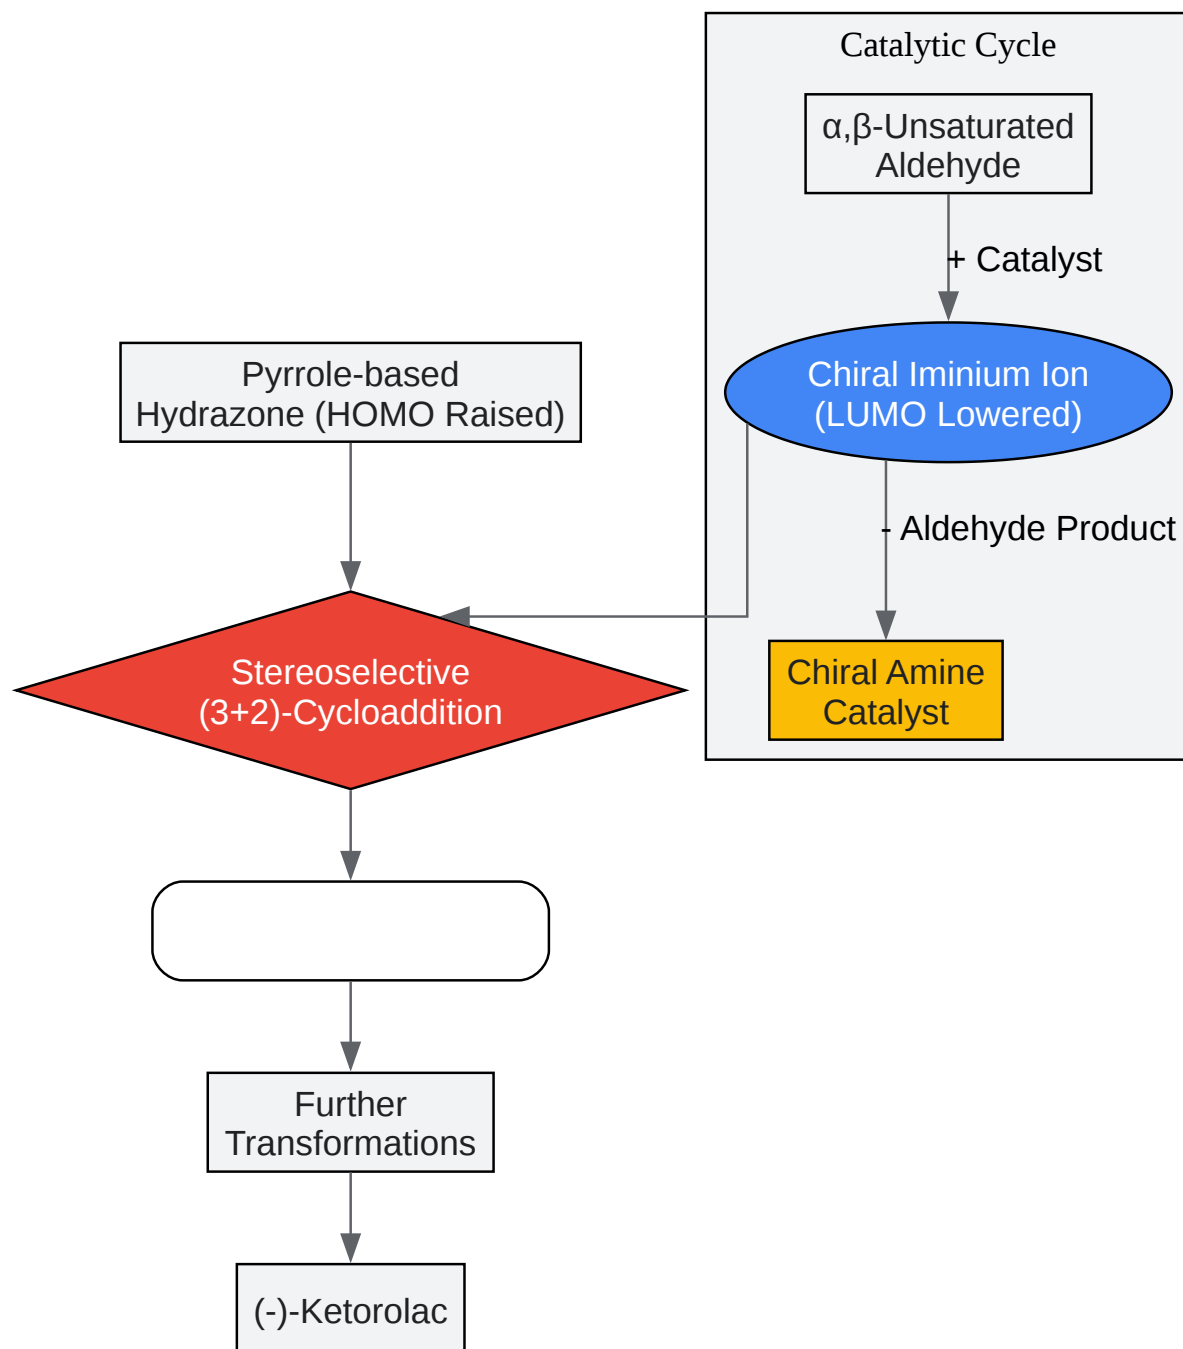 Catalytic Cycle
α,β-Unsaturated
Aldehyde
+ Catalyst
Pyrrole-based
Hydrazone (HOMO Raised)
Chiral Iminium Ion
(LUMO Lowered)
- Aldehyde Product
Stereoselective
(3+2)-Cycloaddition
Chiral Amine
Catalyst
Further
Transformations
(-)-Ketorolac